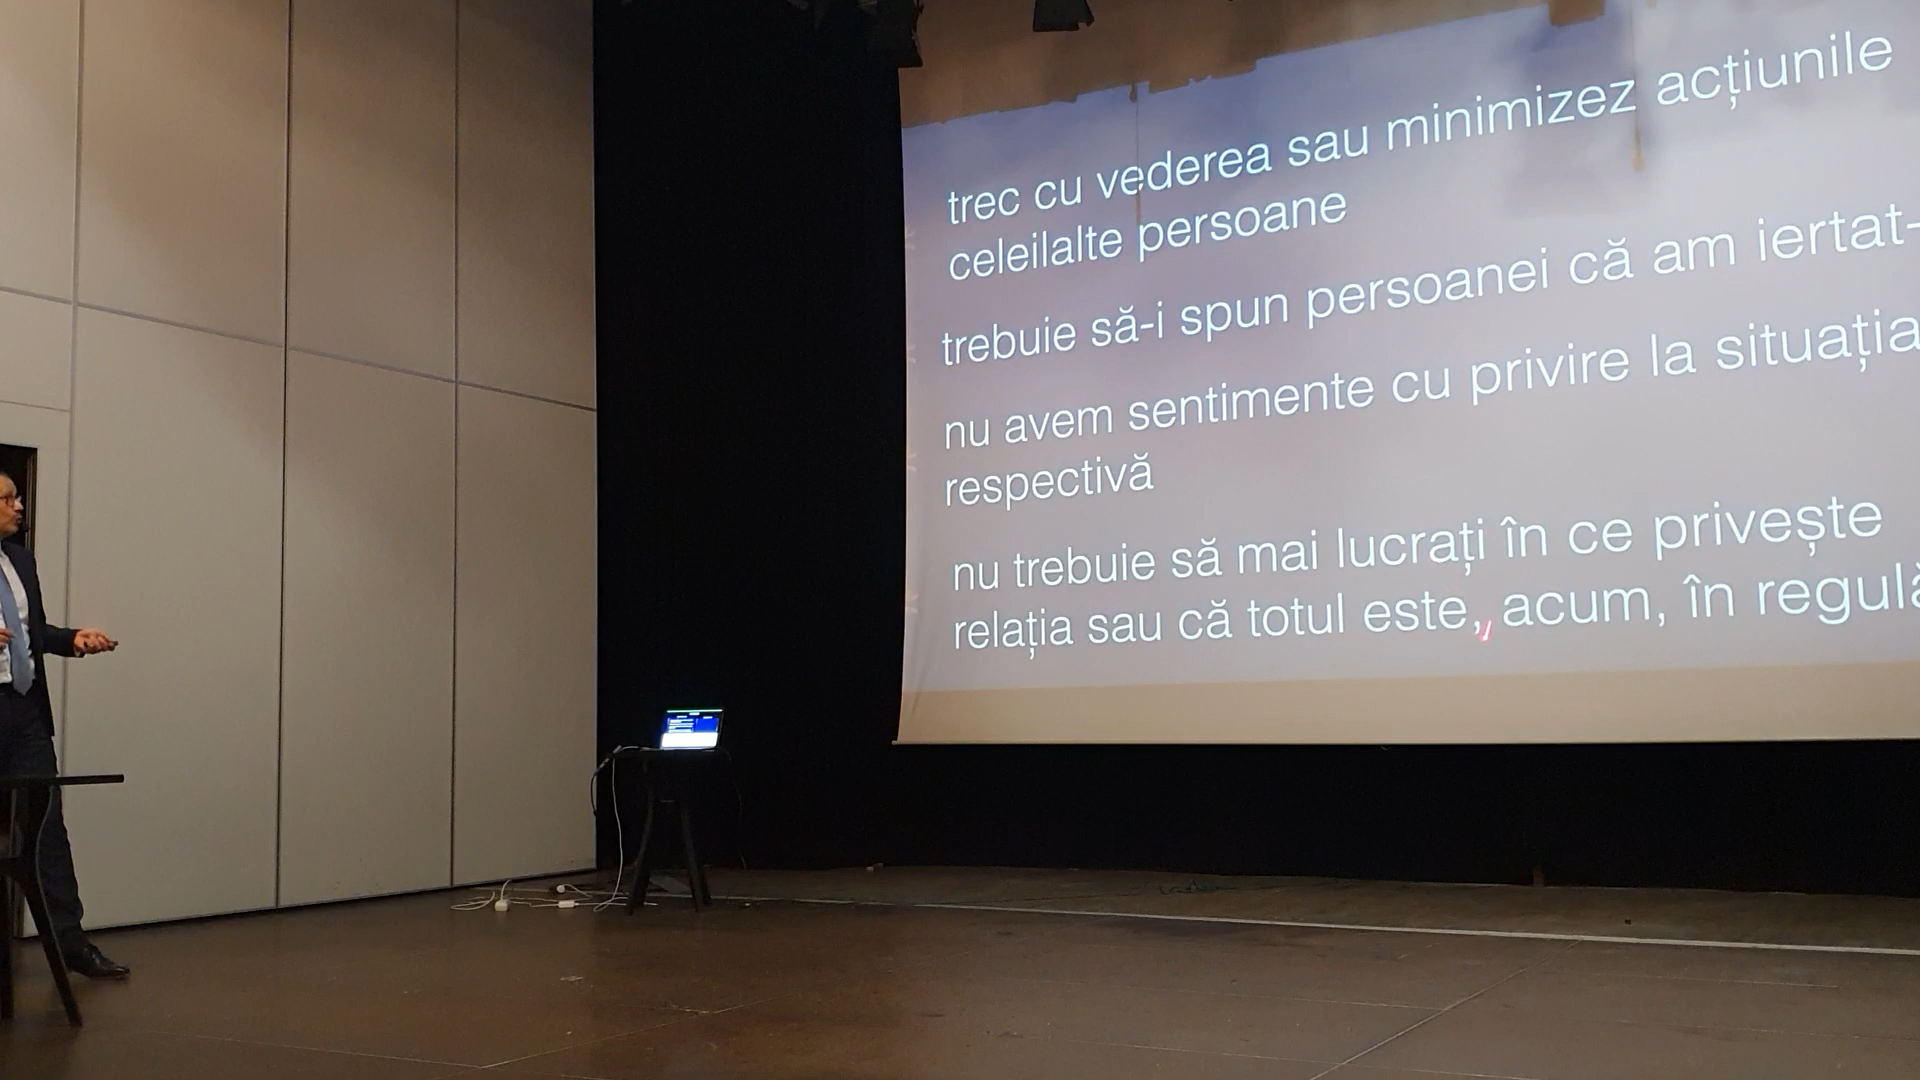 trec cu vederea sau minimizez acțiunile
celeilalte persoane
trebuie să-i spun persoanei că am iertat-
nu avem sentimente cu privire la situația
respectivă
nu trebuie să mai lucrați în ce privește
relația sau că totul este, acum, în regulă